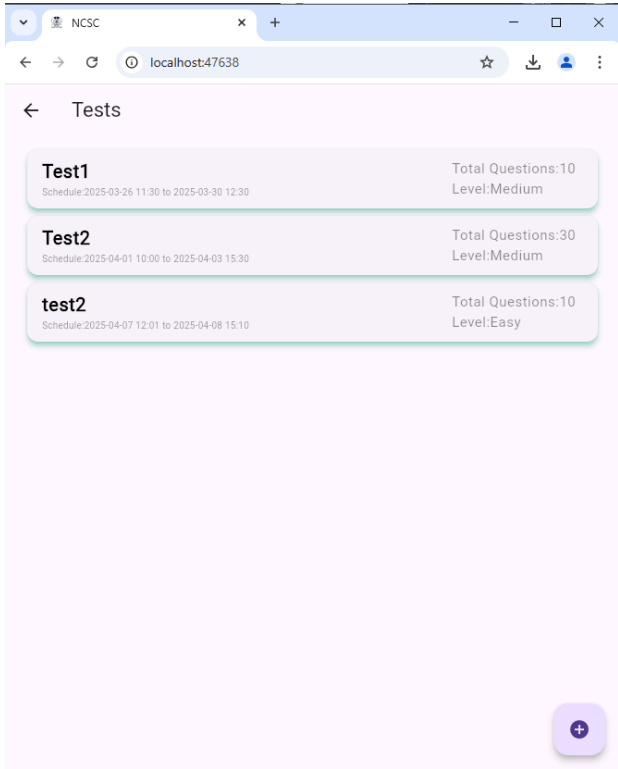 NCSC
localhost:47638
Tests
Test1
Schedule:2025-03-26 11:30 to 2025-03-30 12:30
Total Questions:10
Level:Medium
Test2
Schedule:2025-04-01 10:00 to 2025-04-03 15:30
Total Questions:30
Level:Medium
test2
Schedule:2025-04-07 12:01 to 2025-04-08 15:10
Total Questions:10
Level:Easy